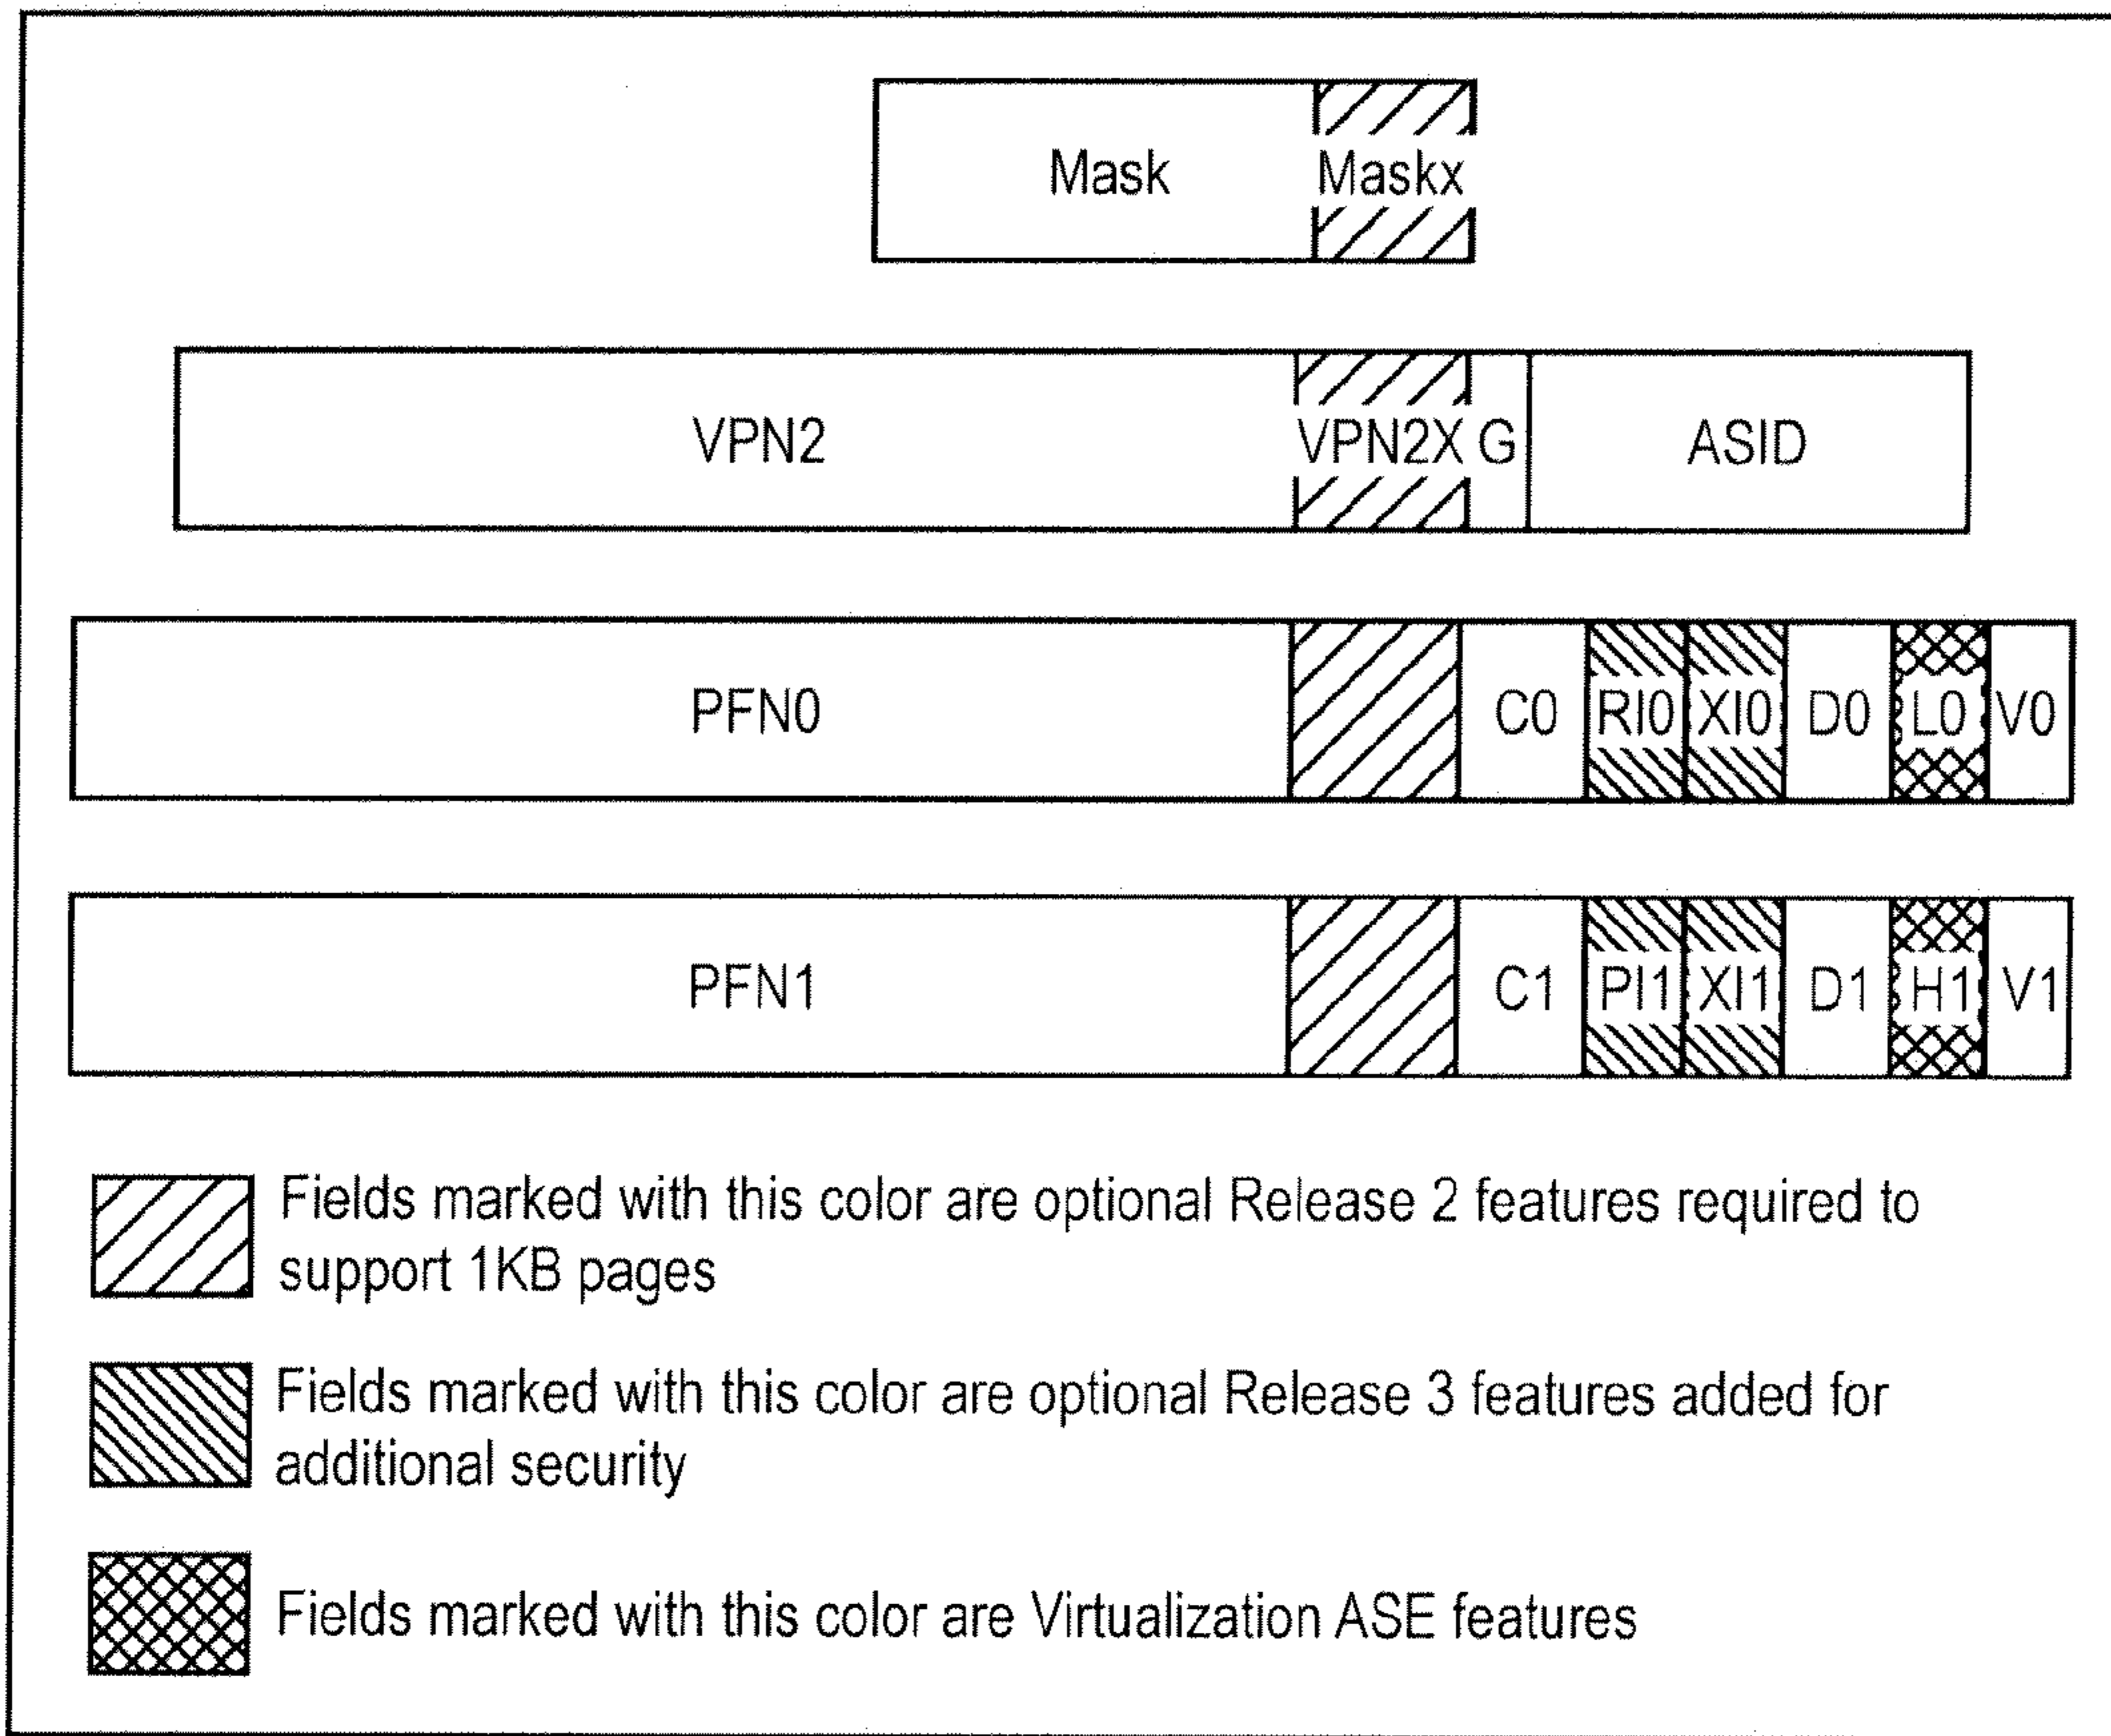 Mask Maskx
VPN2 VPN2X G ASID
PFN0 C0 RI0 XI0 D0 L0 V0
PFN1 C1 PI1 XI1 D1 H1 V1
Fields marked with this color are optional Release 2 features required to
support 1KB pages
Fields marked with this color are optional Release 3 features added for
additional security
Fields marked with this color are Virtualization ASE features